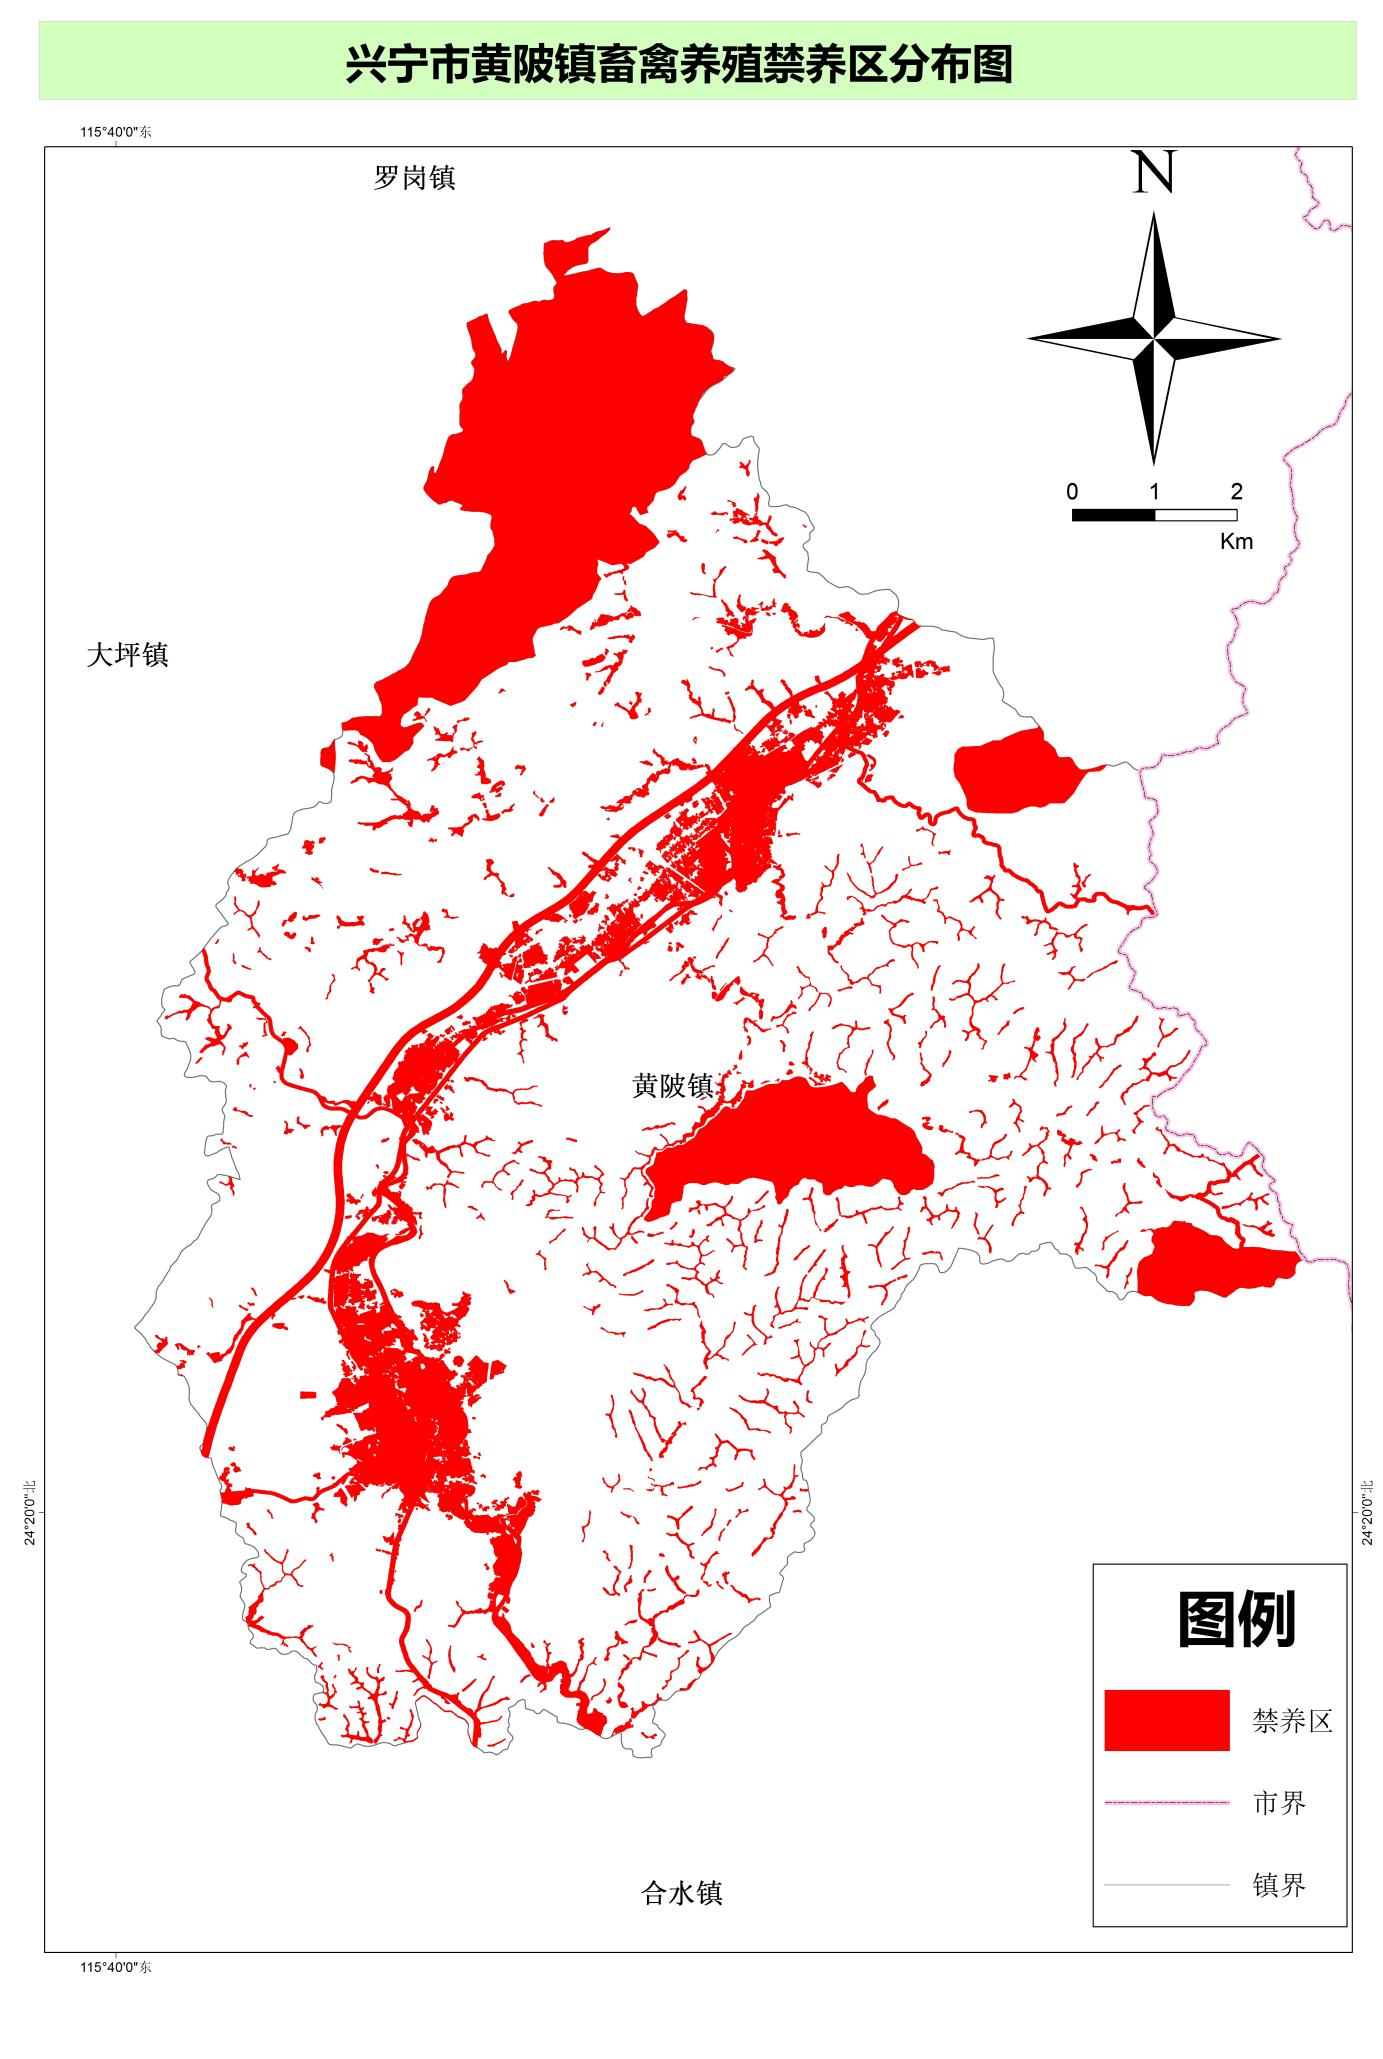 兴宁市黄陂镇畜禽养殖禁养区分布图
115°40'0"东
罗岗镇
N
0 1 2
Km
大坪镇
黄陂镇
24°20'0"北
24°20'0"北
图例
禁养区
市界
镇界
合水镇
115°40'0"东